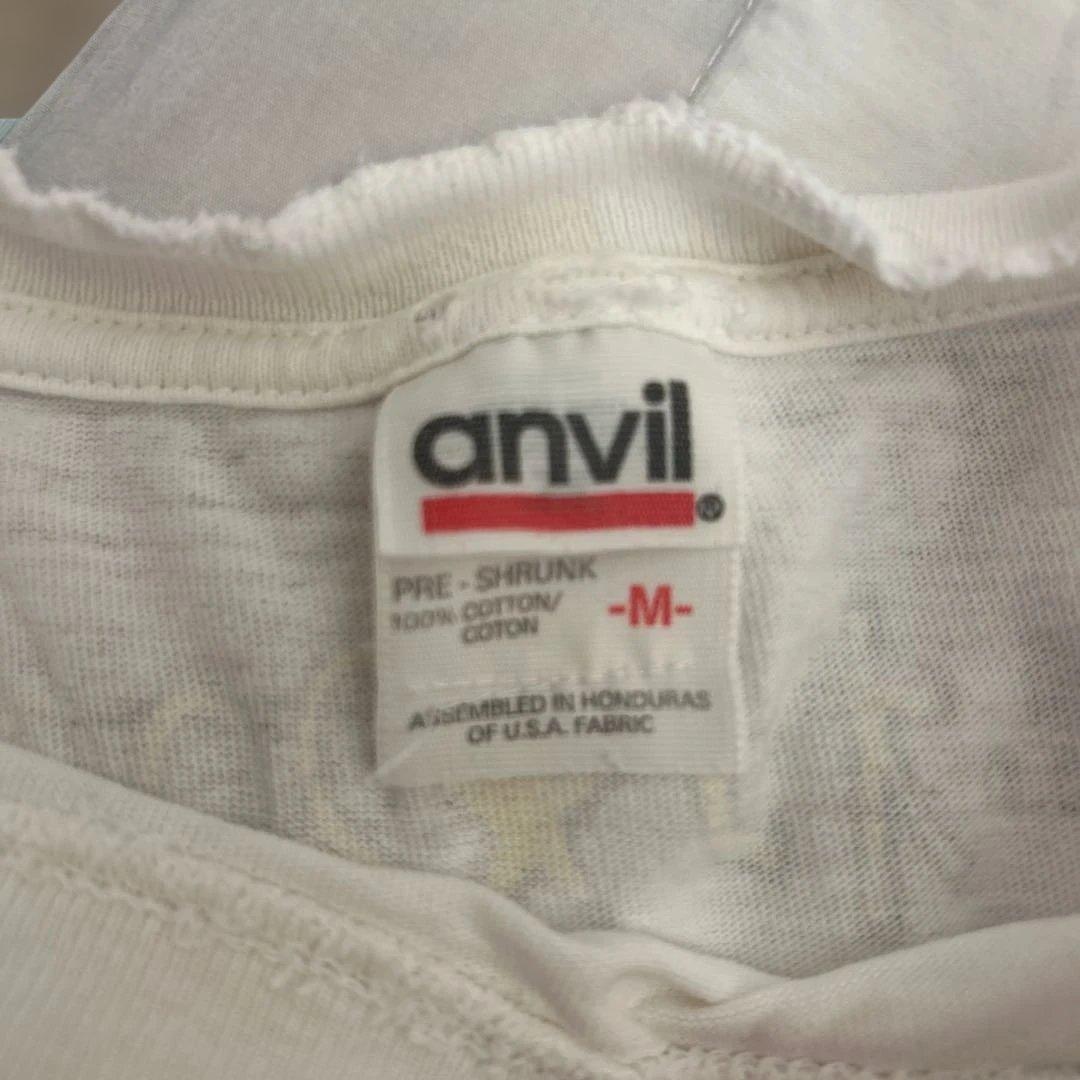 anvil®
PRE - SHRUNK
100% COTTON/
COTON
-M-
ASSEMBLED IN HONDURAS
OF U.S.A. FABRIC